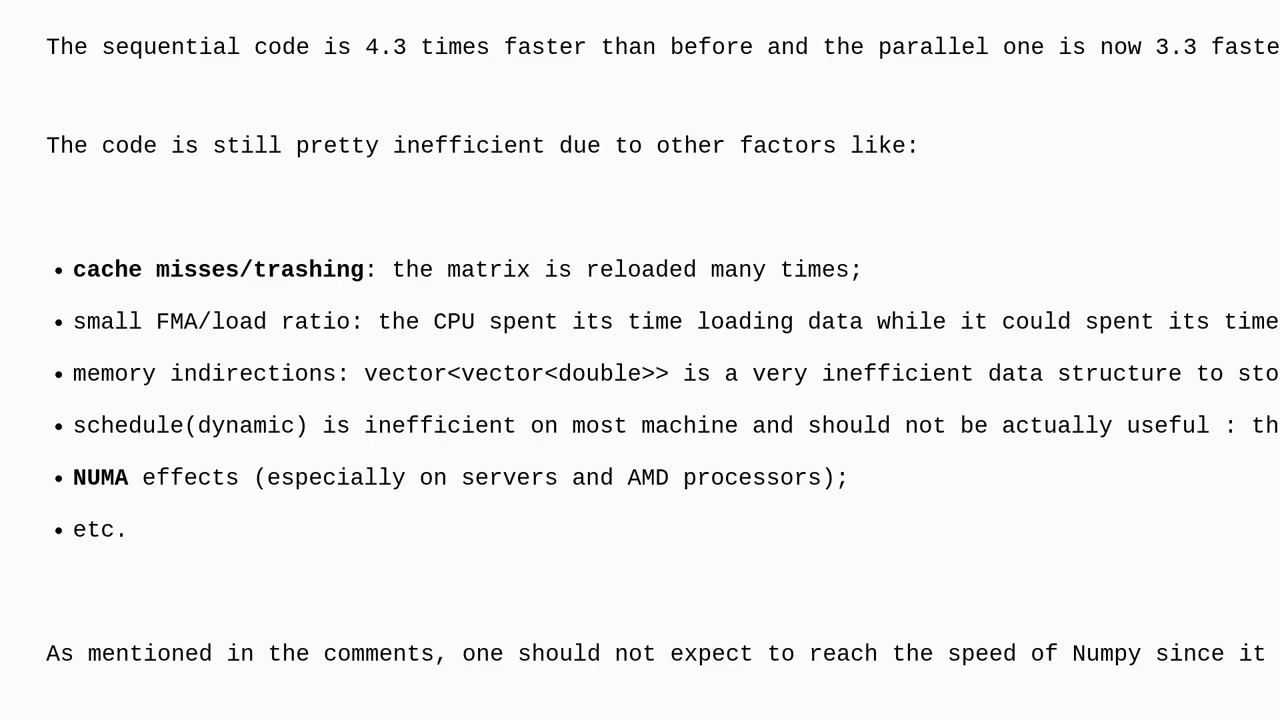 The sequential code is 4.3 times faster than before and the parallel one is now 3.3
The code is still pretty inefficient due to other factors like:
• cache misses/trashing: the matrix is reloaded many times;
• small FMA/load ratio: the CPU spent its time loading data while it could spent its time
• memory indirections: vector<vector<double>> is a very inefficient data structure to
• schedule(dynamic) is inefficient on most machine and should not be actually useful :
• NUMA effects (especially on servers and AMD processors);
• etc.
As mentioned in the comments, one should not expect to reach the speed of Numpy since it